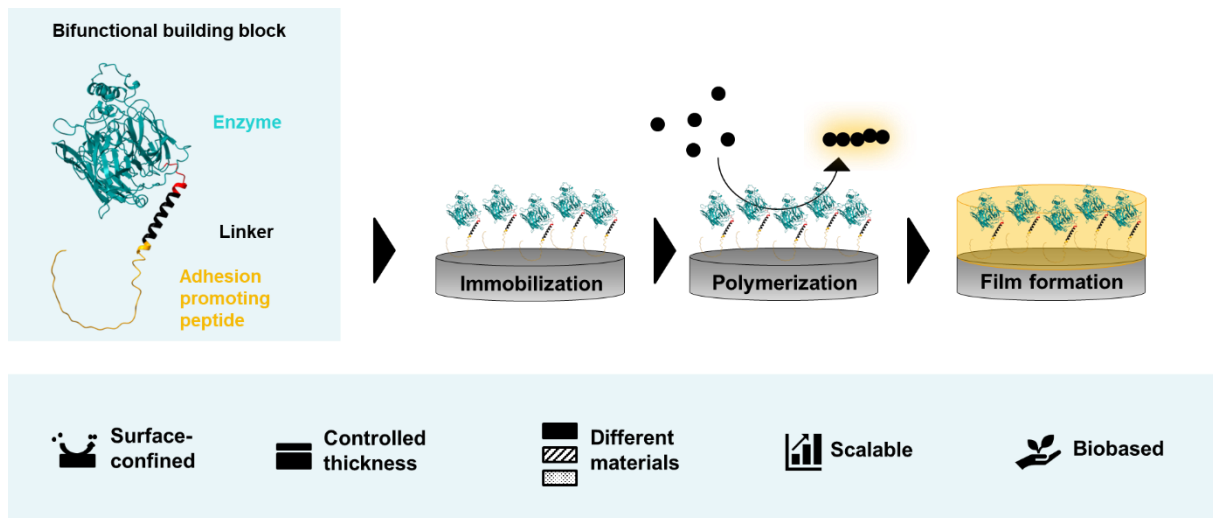 Bifunctional building block
Enzyme
Linker
Adhesion
promoting
peptide
Immobilization
Polymerization
Film formation
Surface-
confined
Controlled
thickness
Different
materials
Scalable
Biobased